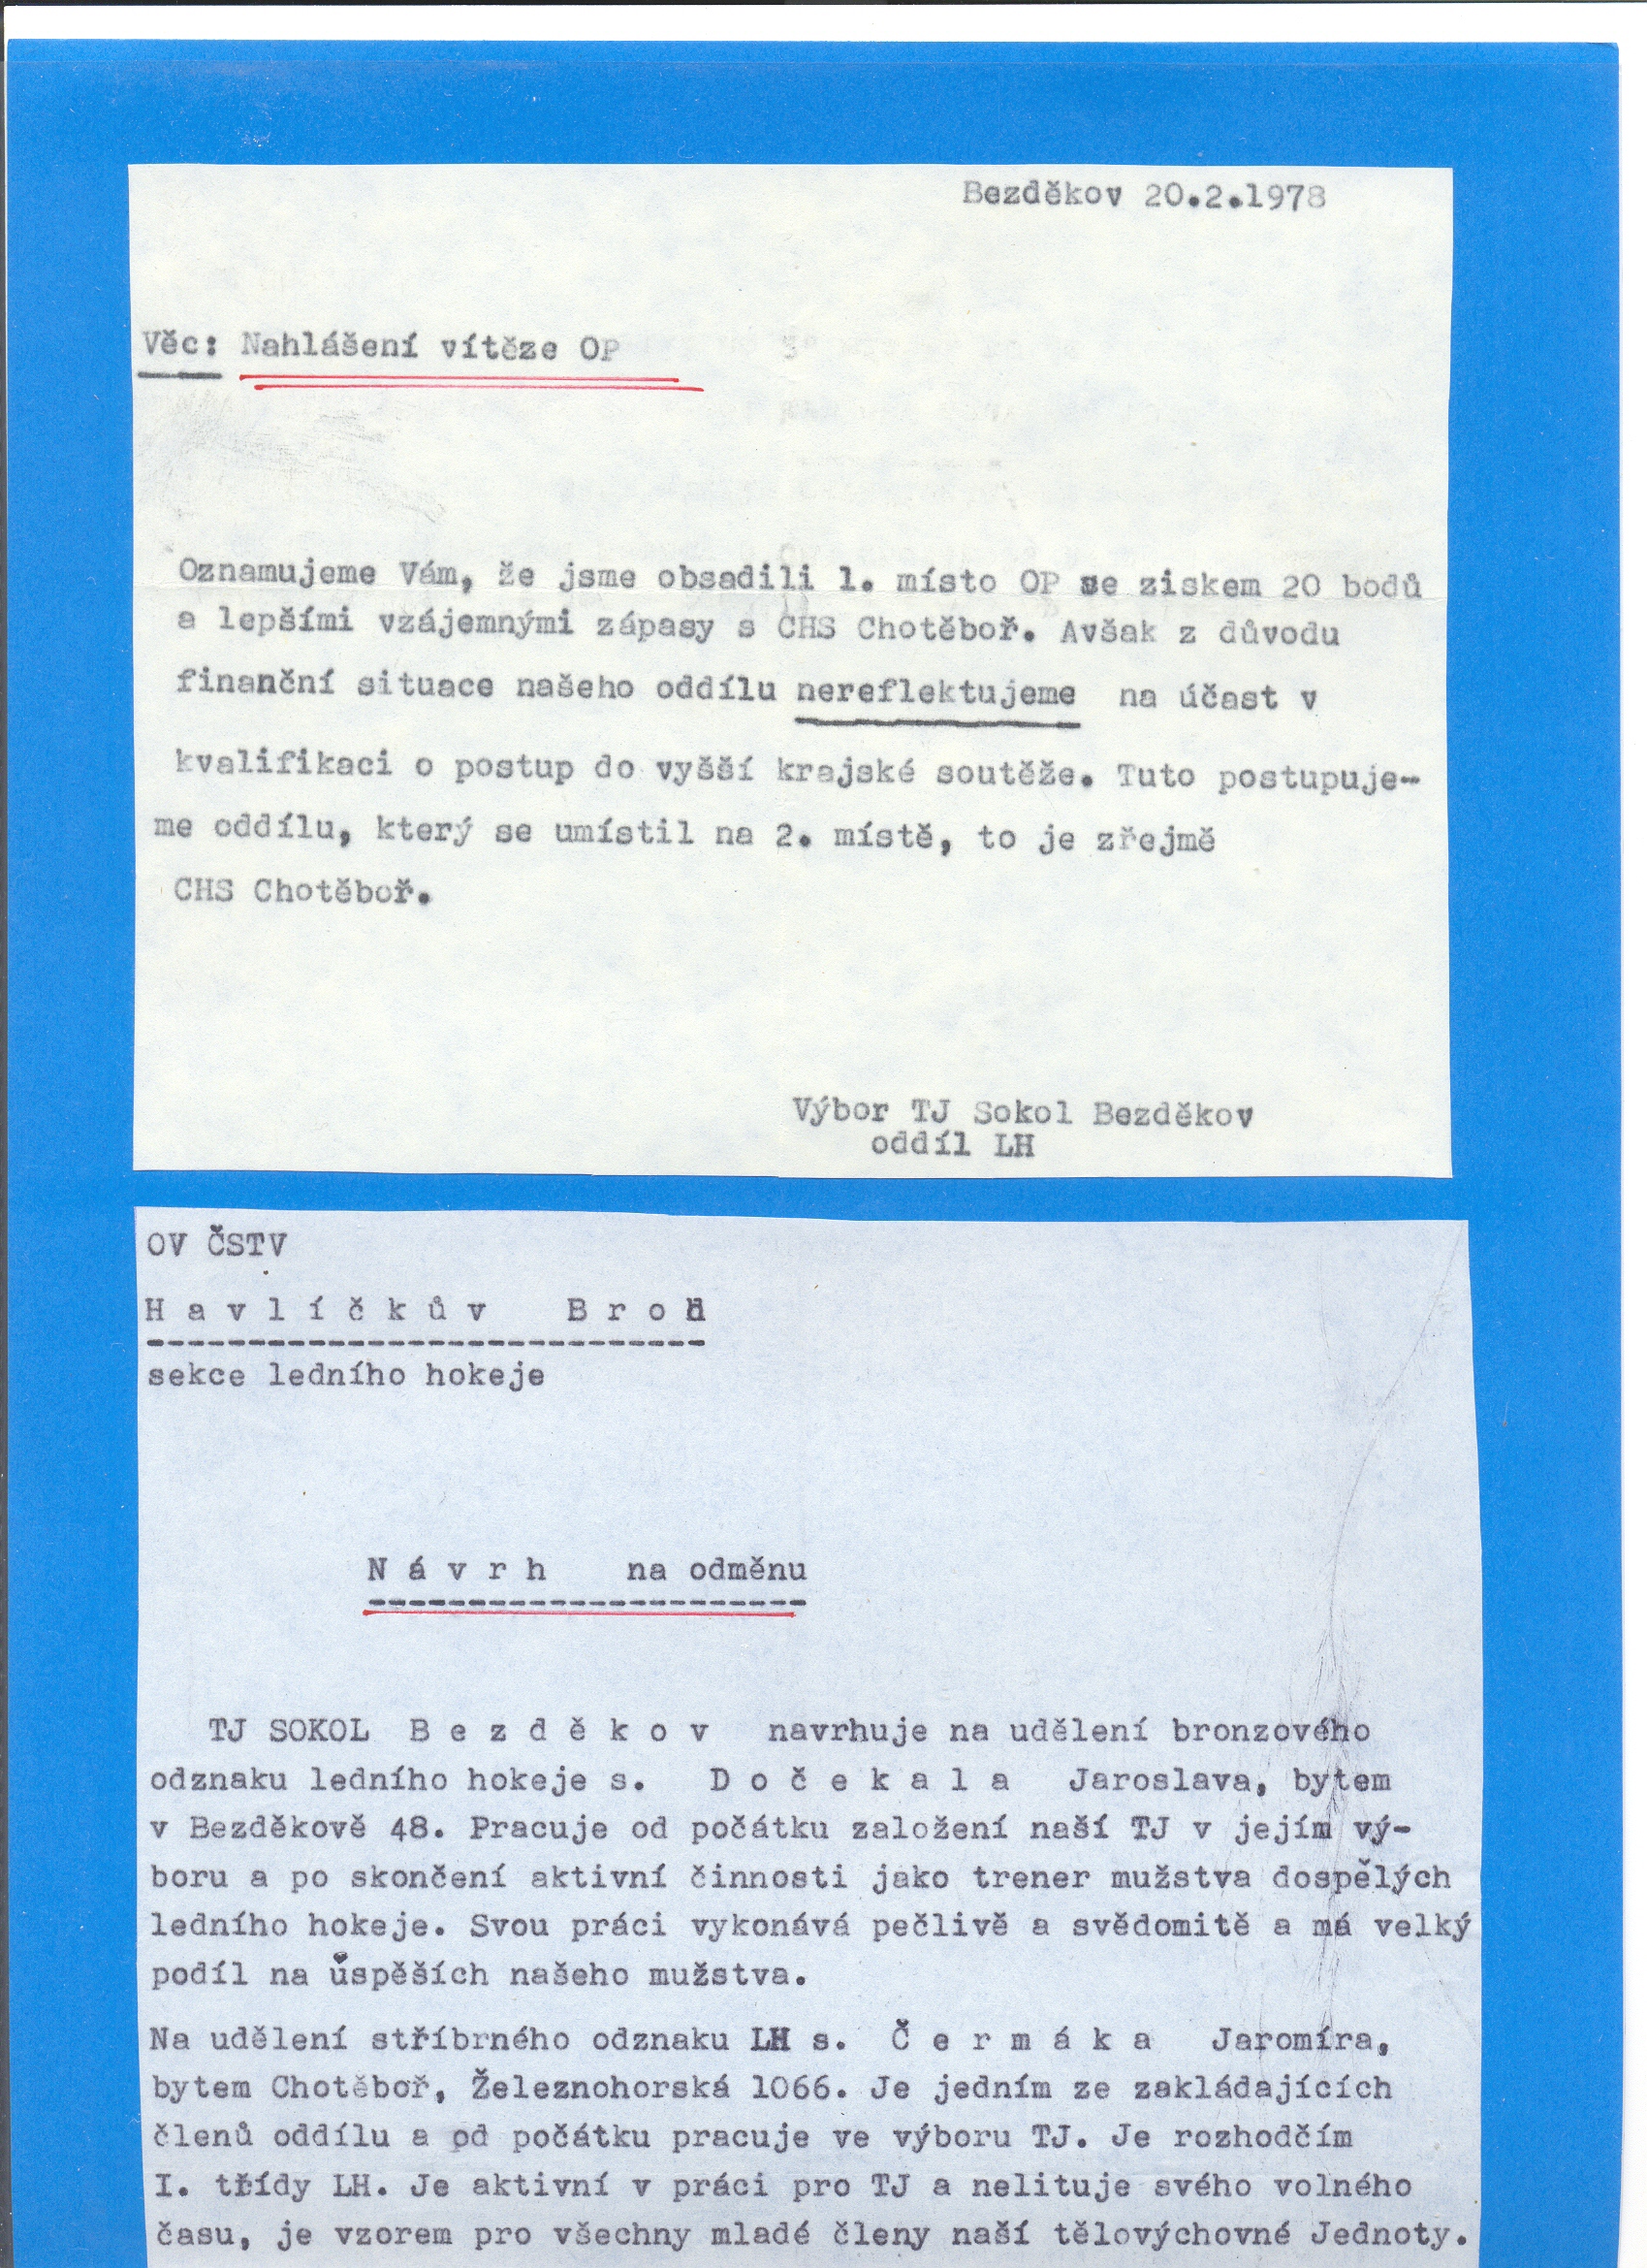 Bezděkov 20.2.1978
Věc: Nahlášení vítěze OP
Oznamujeme Vám, že jsme obsadili 1. místo OP se ziskem 20 bodů
a lepšími vzájemnými zápasy s CHS Chotěboř. Avšak z důvodu
finanční situace našeho oddílu nereflektujeme na účast v
kvalifikaci o postup do vyšší krajské soutěže. Tuto postupuje-
me oddílu, který se umístil na 2. místě, to je zřejmě
CHS Chotěboř.
Výbor TJ Sokol Bezděkov
oddíl LH
OV ČSTV
H a v l í č k ů v   B r o d
sekce ledního hokeje
N á v r h   na odměnu
TJ SOKOL  B e z d ě k o v   navrhuje na udělení bronzového
odznaku ledního hokeje s.   D o č e k a l a   Jaroslava, bytem
v Bezděkově 48. Pracuje od počátku založení naší TJ v jejím vý-
boru a po skončení aktivní činnosti jako trener mužstva dospělých
ledního hokeje. Svou práci vykonává pečlivě a svědomitě a má velký
podíl na úspěších našeho mužstva.
Na udělení stříbrného odznaku LH s.  Č e r m á k a   Jaromíra,
bytem Chotěboř, Železnohorská 1066. Je jedním ze zakládajících
členů oddílu a od počátku pracuje ve výboru TJ. Je rozhodčím
I. třídy LH. Je aktivní v práci pro TJ a nelituje svého volného
času, je vzorem pro všechny mladé členy naší tělovýchovné Jednoty.